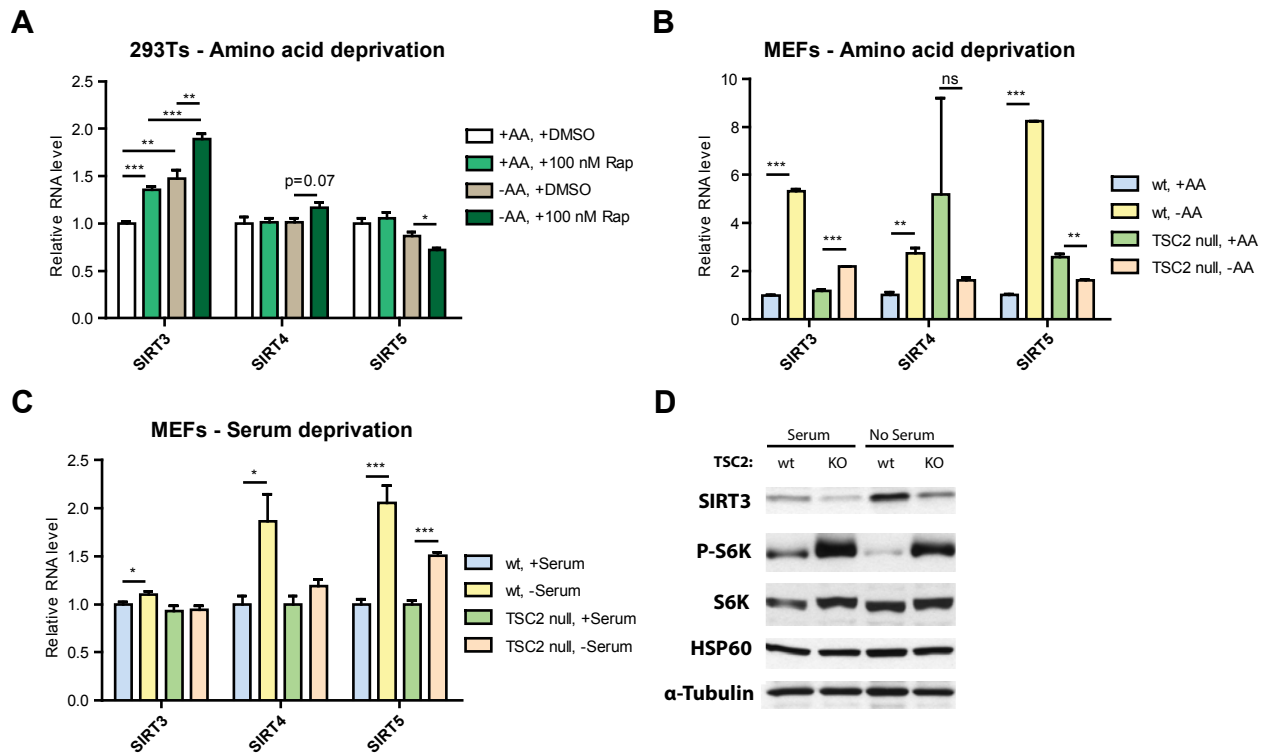 A
293Ts - Amino acid deprivation
Relative RNA level
2.5
2.0
1.5
1.0
0.5
0.0
***
**
***
**
p=0.07
*
SIRT3
SIRT4
SIRT5
+AA, +DMSO
+AA, +100 nM Rap
-AA, +DMSO
-AA, +100 nM Rap
B
MEFs - Amino acid deprivation
Relative RNA level
10
8
6
4
2
0
***
***
**
ns
***
**
SIRT3
SIRT4
SIRT5
wt, +AA
wt, -AA
TSC2 null, +AA
TSC2 null, -AA
C
MEFs - Serum deprivation
Relative RNA level
2.5
2.0
1.5
1.0
0.5
0.0
*
*
***
***
SIRT3
SIRT4
SIRT5
wt, +Serum
wt, -Serum
TSC2 null, +Serum
TSC2 null, -Serum
D
Serum No Serum
TSC2: wt KO wt KO
SIRT3
P-S6K
S6K
HSP60
α-Tubulin